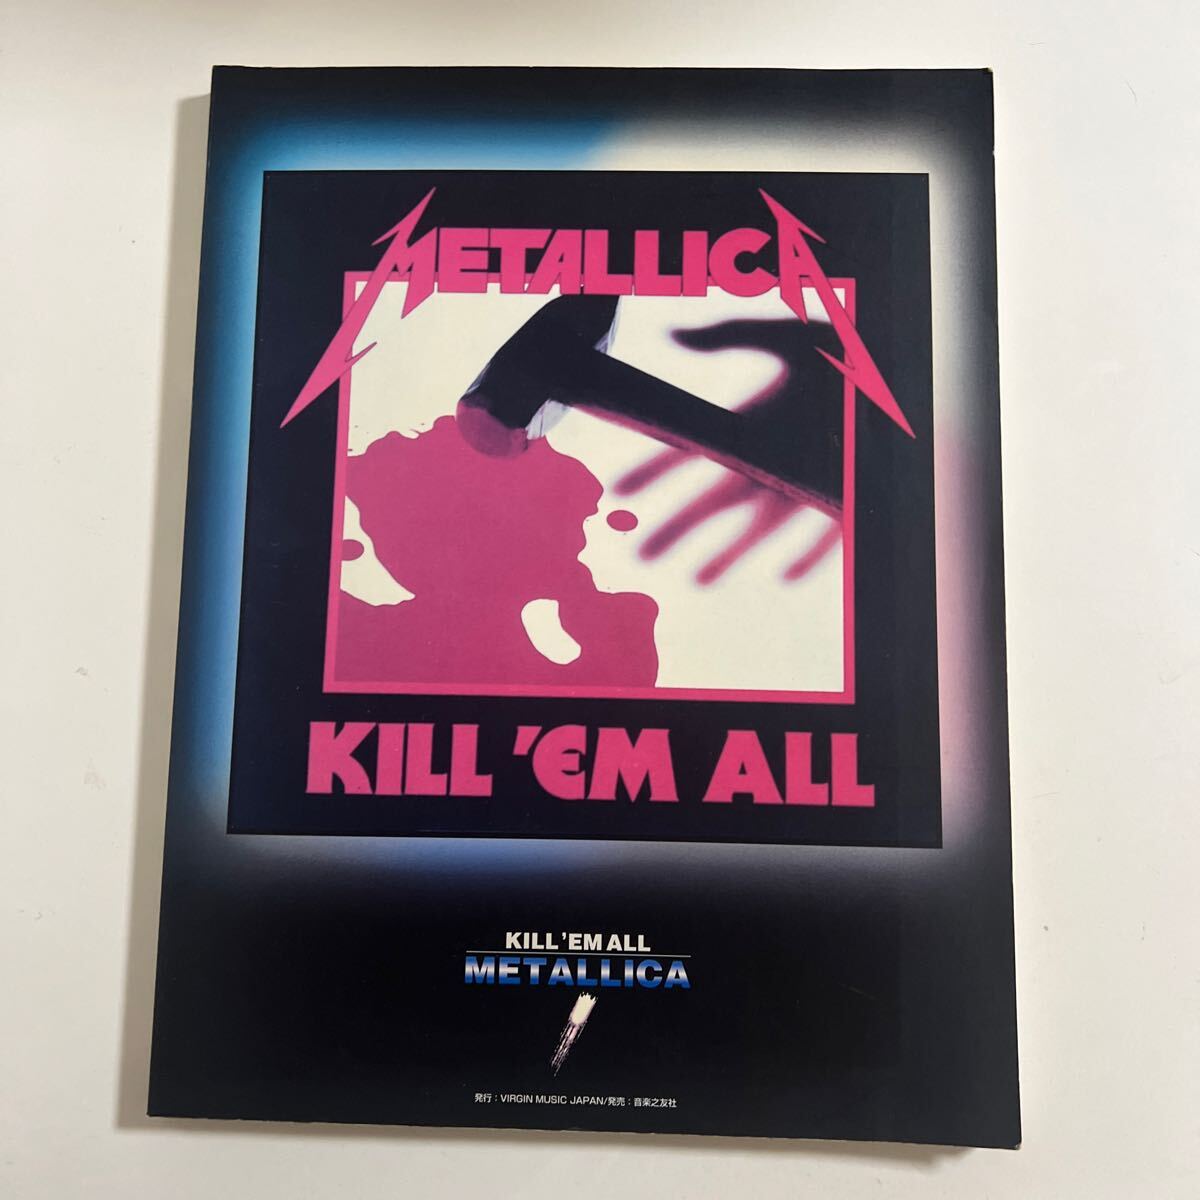 METALLICA
KILL 'EM ALL
KILL 'EM ALL
METALLICA
発行：VIRGIN MUSIC JAPAN/発売：音楽之友社